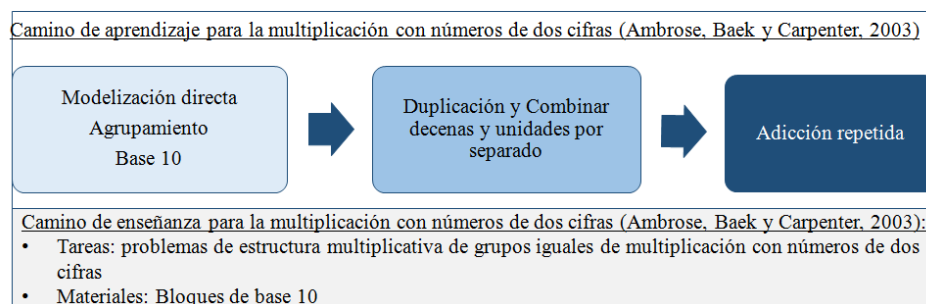 Camino de aprendizaje para la multiplicación con números de dos cifras (Ambrose, Baek y Carpenter, 2003)
Modelización directa
Agrupamiento
Base 10
Duplicación y Combinar
decenas y unidades por
separado
Adicción repetida
Camino de enseñanza para la multiplicación con números de dos cifras (Ambrose, Baek y Carpenter, 2003):
• Tareas: problemas de estructura multiplicativa de grupos iguales de multiplicación con números de dos
cifras
• Materiales: Bloques de base 10